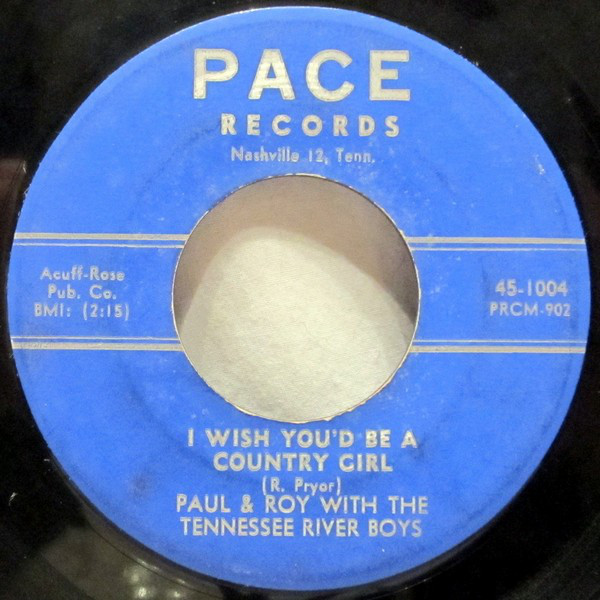 PACE
RECORDS
Nashville 12, Tenn.
Acuff-Rose
Pub. Co.
BMI: (2:15)
45-1004
PRCM-902
I WISH YOU'D BE A
COUNTRY GIRL
(R. Pryor)
PAUL & ROY WITH THE
TENNESSEE RIVER BOYS